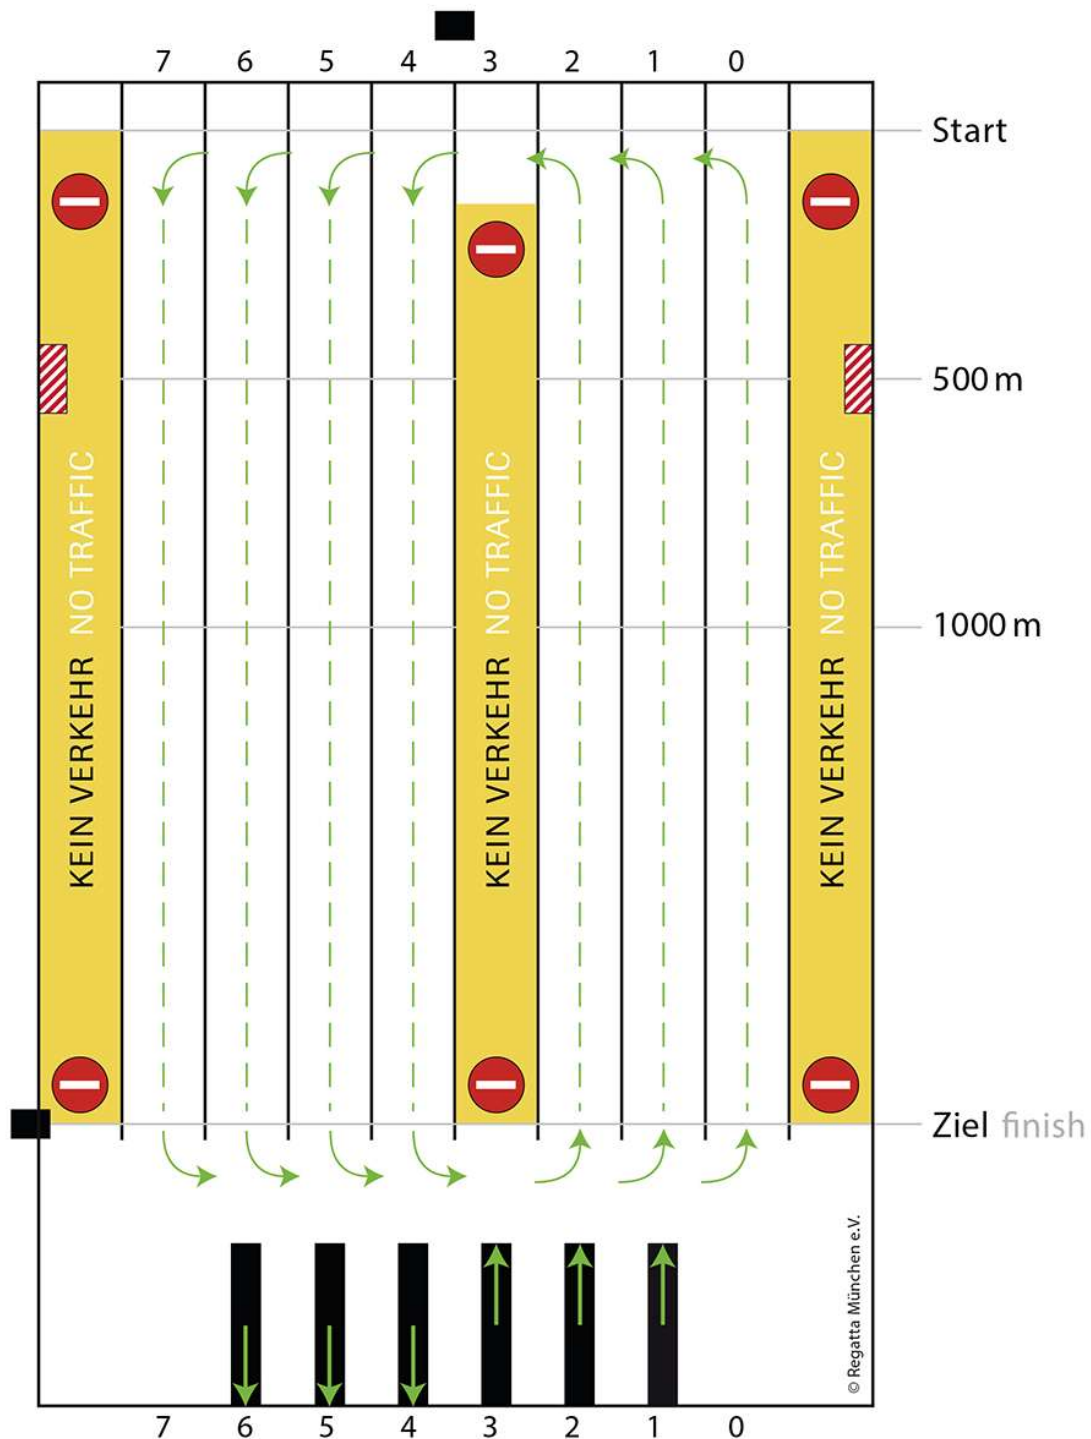 7 6 5 4 3 2 1 0
Start
500 m
1000 m
KEIN VERKEHR NO TRAFFIC
KEIN VERKEHR NO TRAFFIC
KEIN VERKEHR NO TRAFFIC
Ziel finish
© Regatta München e.V.
7 6 5 4 3 2 1 0